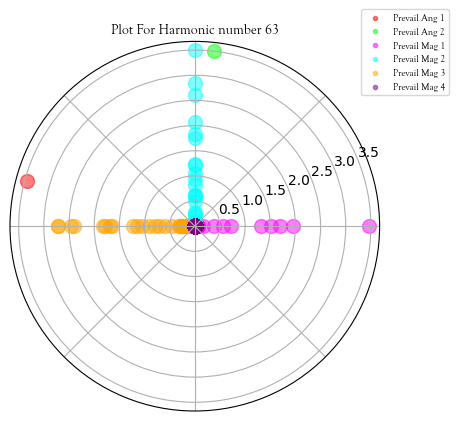 Plot For Harmonic number 63
Prevail Ang 1
Prevail Ang 2
Prevail Mag 1
Prevail Mag 2
Prevail Mag 3
Prevail Mag 4
0.5
1.0
1.5
2.0
2.5
3.0
3.5